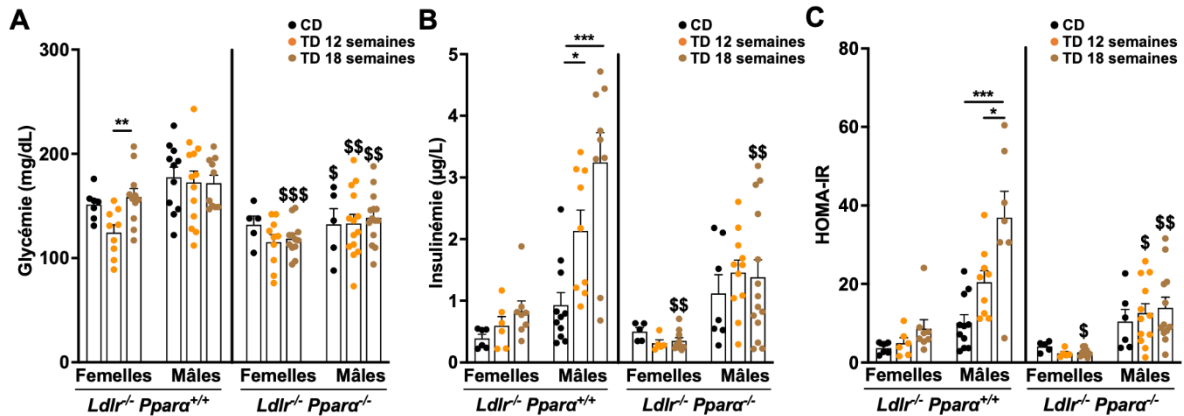 A
CD
TD 12 semaines
TD 18 semaines
Glycémie (mg/dL)
300
200
100
0
**
$$$
$
$$
$$
Femelles Mâles Femelles Mâles
Ldlr-/- Pparα+/+ Ldlr-/- Pparα-/-
B
CD
TD 12 semaines
TD 18 semaines
Insulinémie (µg/L)
5
4
3
2
1
0
***
*
$$
$$
Femelles Mâles Femelles Mâles
Ldlr-/- Pparα+/+ Ldlr-/- Pparα-/-
C
CD
TD 12 semaines
TD 18 semaines
HOMA-IR
80
60
40
20
0
***
*
$
$
$$
Femelles Mâles Femelles Mâles
Ldlr-/- Pparα+/+ Ldlr-/- Pparα-/-